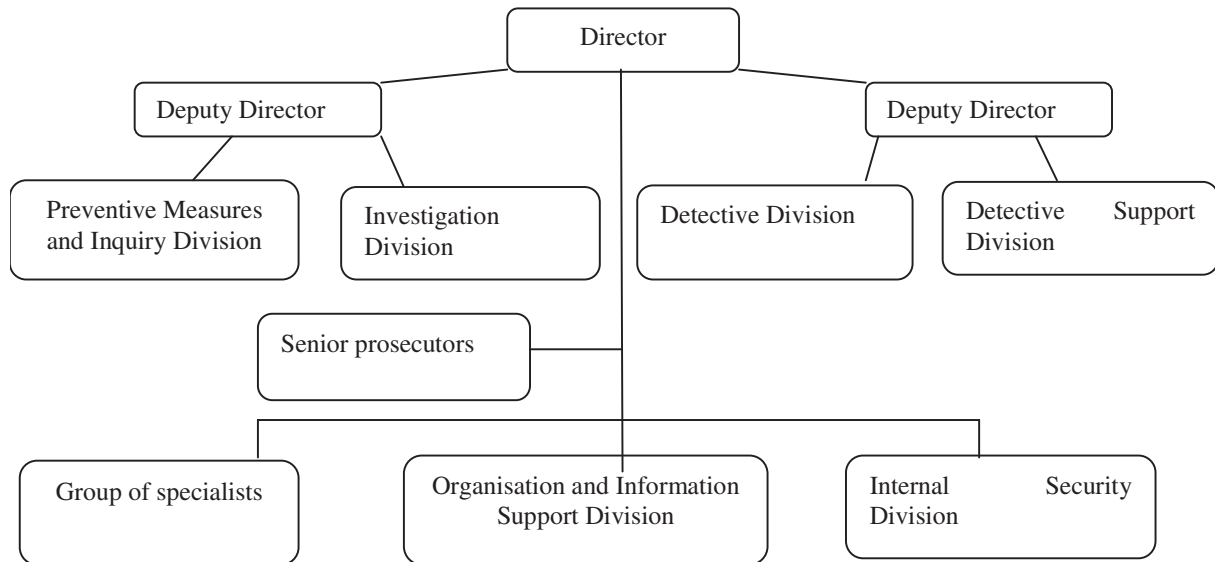 Director
Deputy Director
Deputy Director
Preventive Measures
and Inquiry Division
Investigation
Division
Detective Division
Detective Support
Division
Senior prosecutors
Group of specialists
Organisation and Information
Support Division
Internal Security
Division